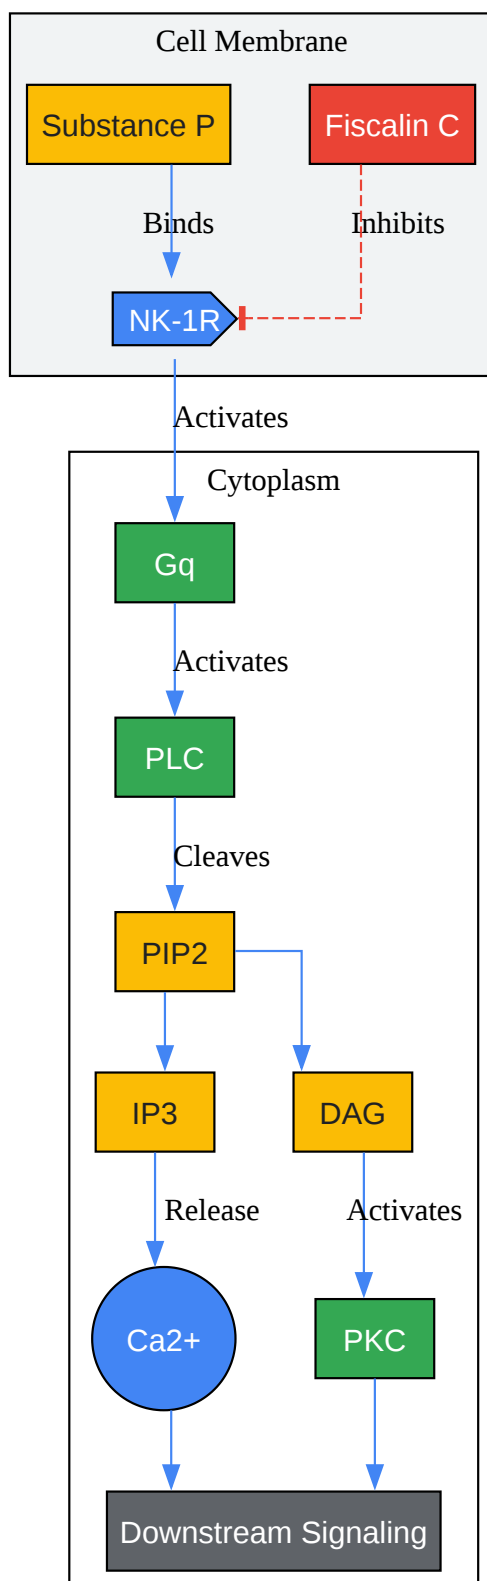 Cell Membrane
Substance P
Fiscalin C
Binds
Inhibits
NK-1R
Activates
Cytoplasm
Gq
Activates
PLC
Cleaves
PIP2
IP3
DAG
Release
Activates
Ca2+
PKC
Downstream Signaling